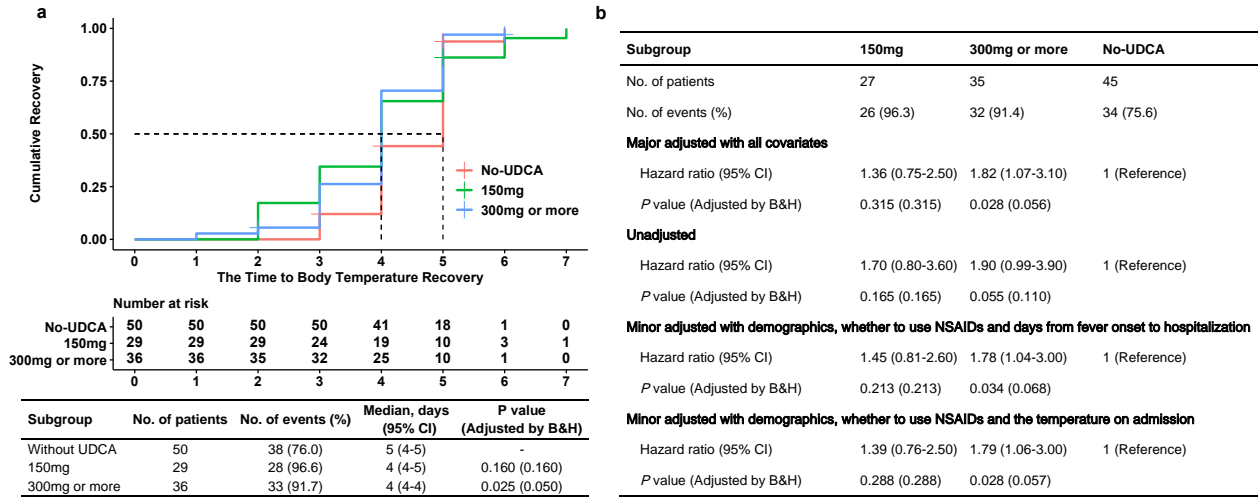 a
Cumulative Recovery
1.00
0.75
0.50
0.25
0.00
No-UDCA
150mg
300mg or more
0 1 2 3 4 5 6 7
The Time to Body Temperature Recovery
Number at risk
No-UDCA 50 50 50 50 41 18 1 0
150mg 29 29 29 24 19 10 3 1
300mg or more 36 36 35 32 25 10 1 0
0 1 2 3 4 5 6 7
Subgroup No. of patients No. of events (%) Median, days (95% CI) P value (Adjusted by B&H)
Without UDCA 50 38 (76.0) 5 (4-5) -
150mg 29 28 (96.6) 4 (4-5) 0.160 (0.160)
300mg or more 36 33 (91.7) 4 (4-4) 0.025 (0.050)
b
Subgroup 150mg 300mg or more No-UDCA
No. of patients 27 35 45
No. of events (%) 26 (96.3) 32 (91.4) 34 (75.6)
Major adjusted with all covariates
Hazard ratio (95% CI) 1.36 (0.75-2.50) 1.82 (1.07-3.10) 1 (Reference)
P value (Adjusted by B&H) 0.315 (0.315) 0.028 (0.056)
Unadjusted
Hazard ratio (95% CI) 1.70 (0.80-3.60) 1.90 (0.99-3.90) 1 (Reference)
P value (Adjusted by B&H) 0.165 (0.165) 0.055 (0.110)
Minor adjusted with demographics, whether to use NSAIDs and days from fever onset to hospitalization
Hazard ratio (95% CI) 1.45 (0.81-2.60) 1.78 (1.04-3.00) 1 (Reference)
P value (Adjusted by B&H) 0.213 (0.213) 0.034 (0.068)
Minor adjusted with demographics, whether to use NSAIDs and the temperature on admission
Hazard ratio (95% CI) 1.39 (0.76-2.50) 1.79 (1.06-3.00) 1 (Reference)
P value (Adjusted by B&H) 0.288 (0.288) 0.028 (0.057)